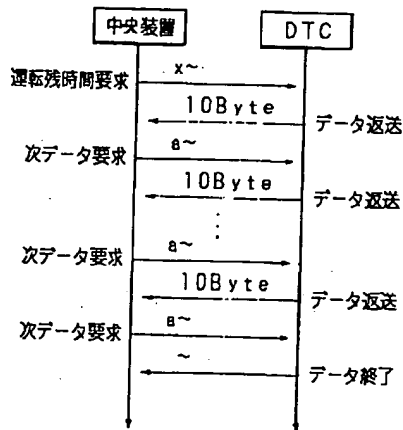 中央装置 DTC
x~
運転残時間要求
10Byte
データ返送
a~
次データ要求
10Byte
データ返送
a~
次データ要求
10Byte
データ返送
a~
次データ要求
~
データ終了